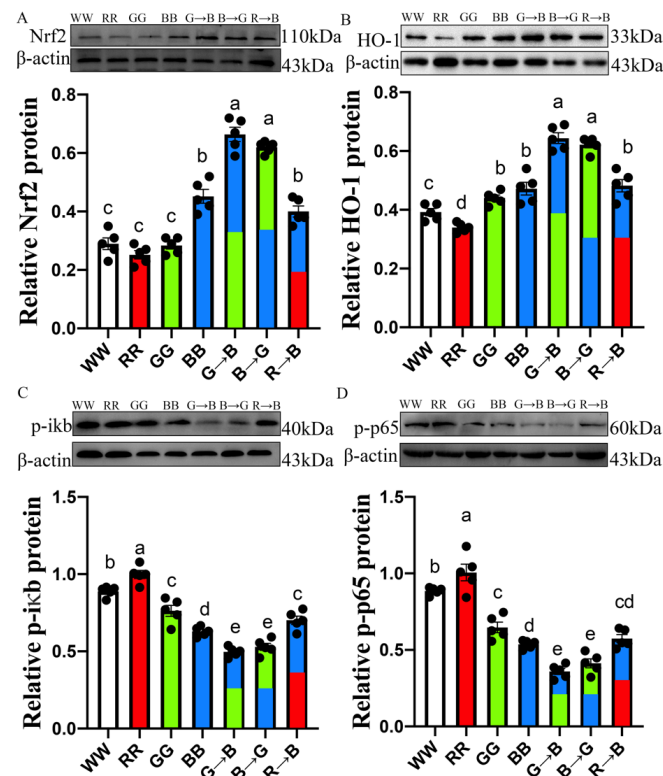 A
WW RR GG BB G→B B→G R→B
Nrf2 110kDa
β-actin 43kDa
Relative Nrf2 protein
0.8
0.6
0.4
0.2
0.0
c c c b a a b
WW RR GG BB G→B B→G R→B
B
WW RR GG BB G→B B→G R→B
HO-1 33kDa
β-actin 43kDa
Relative HO-1 protein
0.8
0.6
0.4
0.2
0.0
c d b b a a b
WW RR GG BB G→B B→G R→B
C
WW RR GG BB G→B B→G R→B
p-ikb 40kDa
β-actin 43kDa
Relative p-iκb protein
1.5
1.0
0.5
0.0
b a c d e e c
WW RR GG BB G→B B→G R→B
D
WW RR GG BB G→B B→G R→B
p-p65 60kDa
β-actin 43kDa
Relative p-p65 protein
1.5
1.0
0.5
0.0
b a c d e e cd
WW RR GG BB G→B B→G R→B